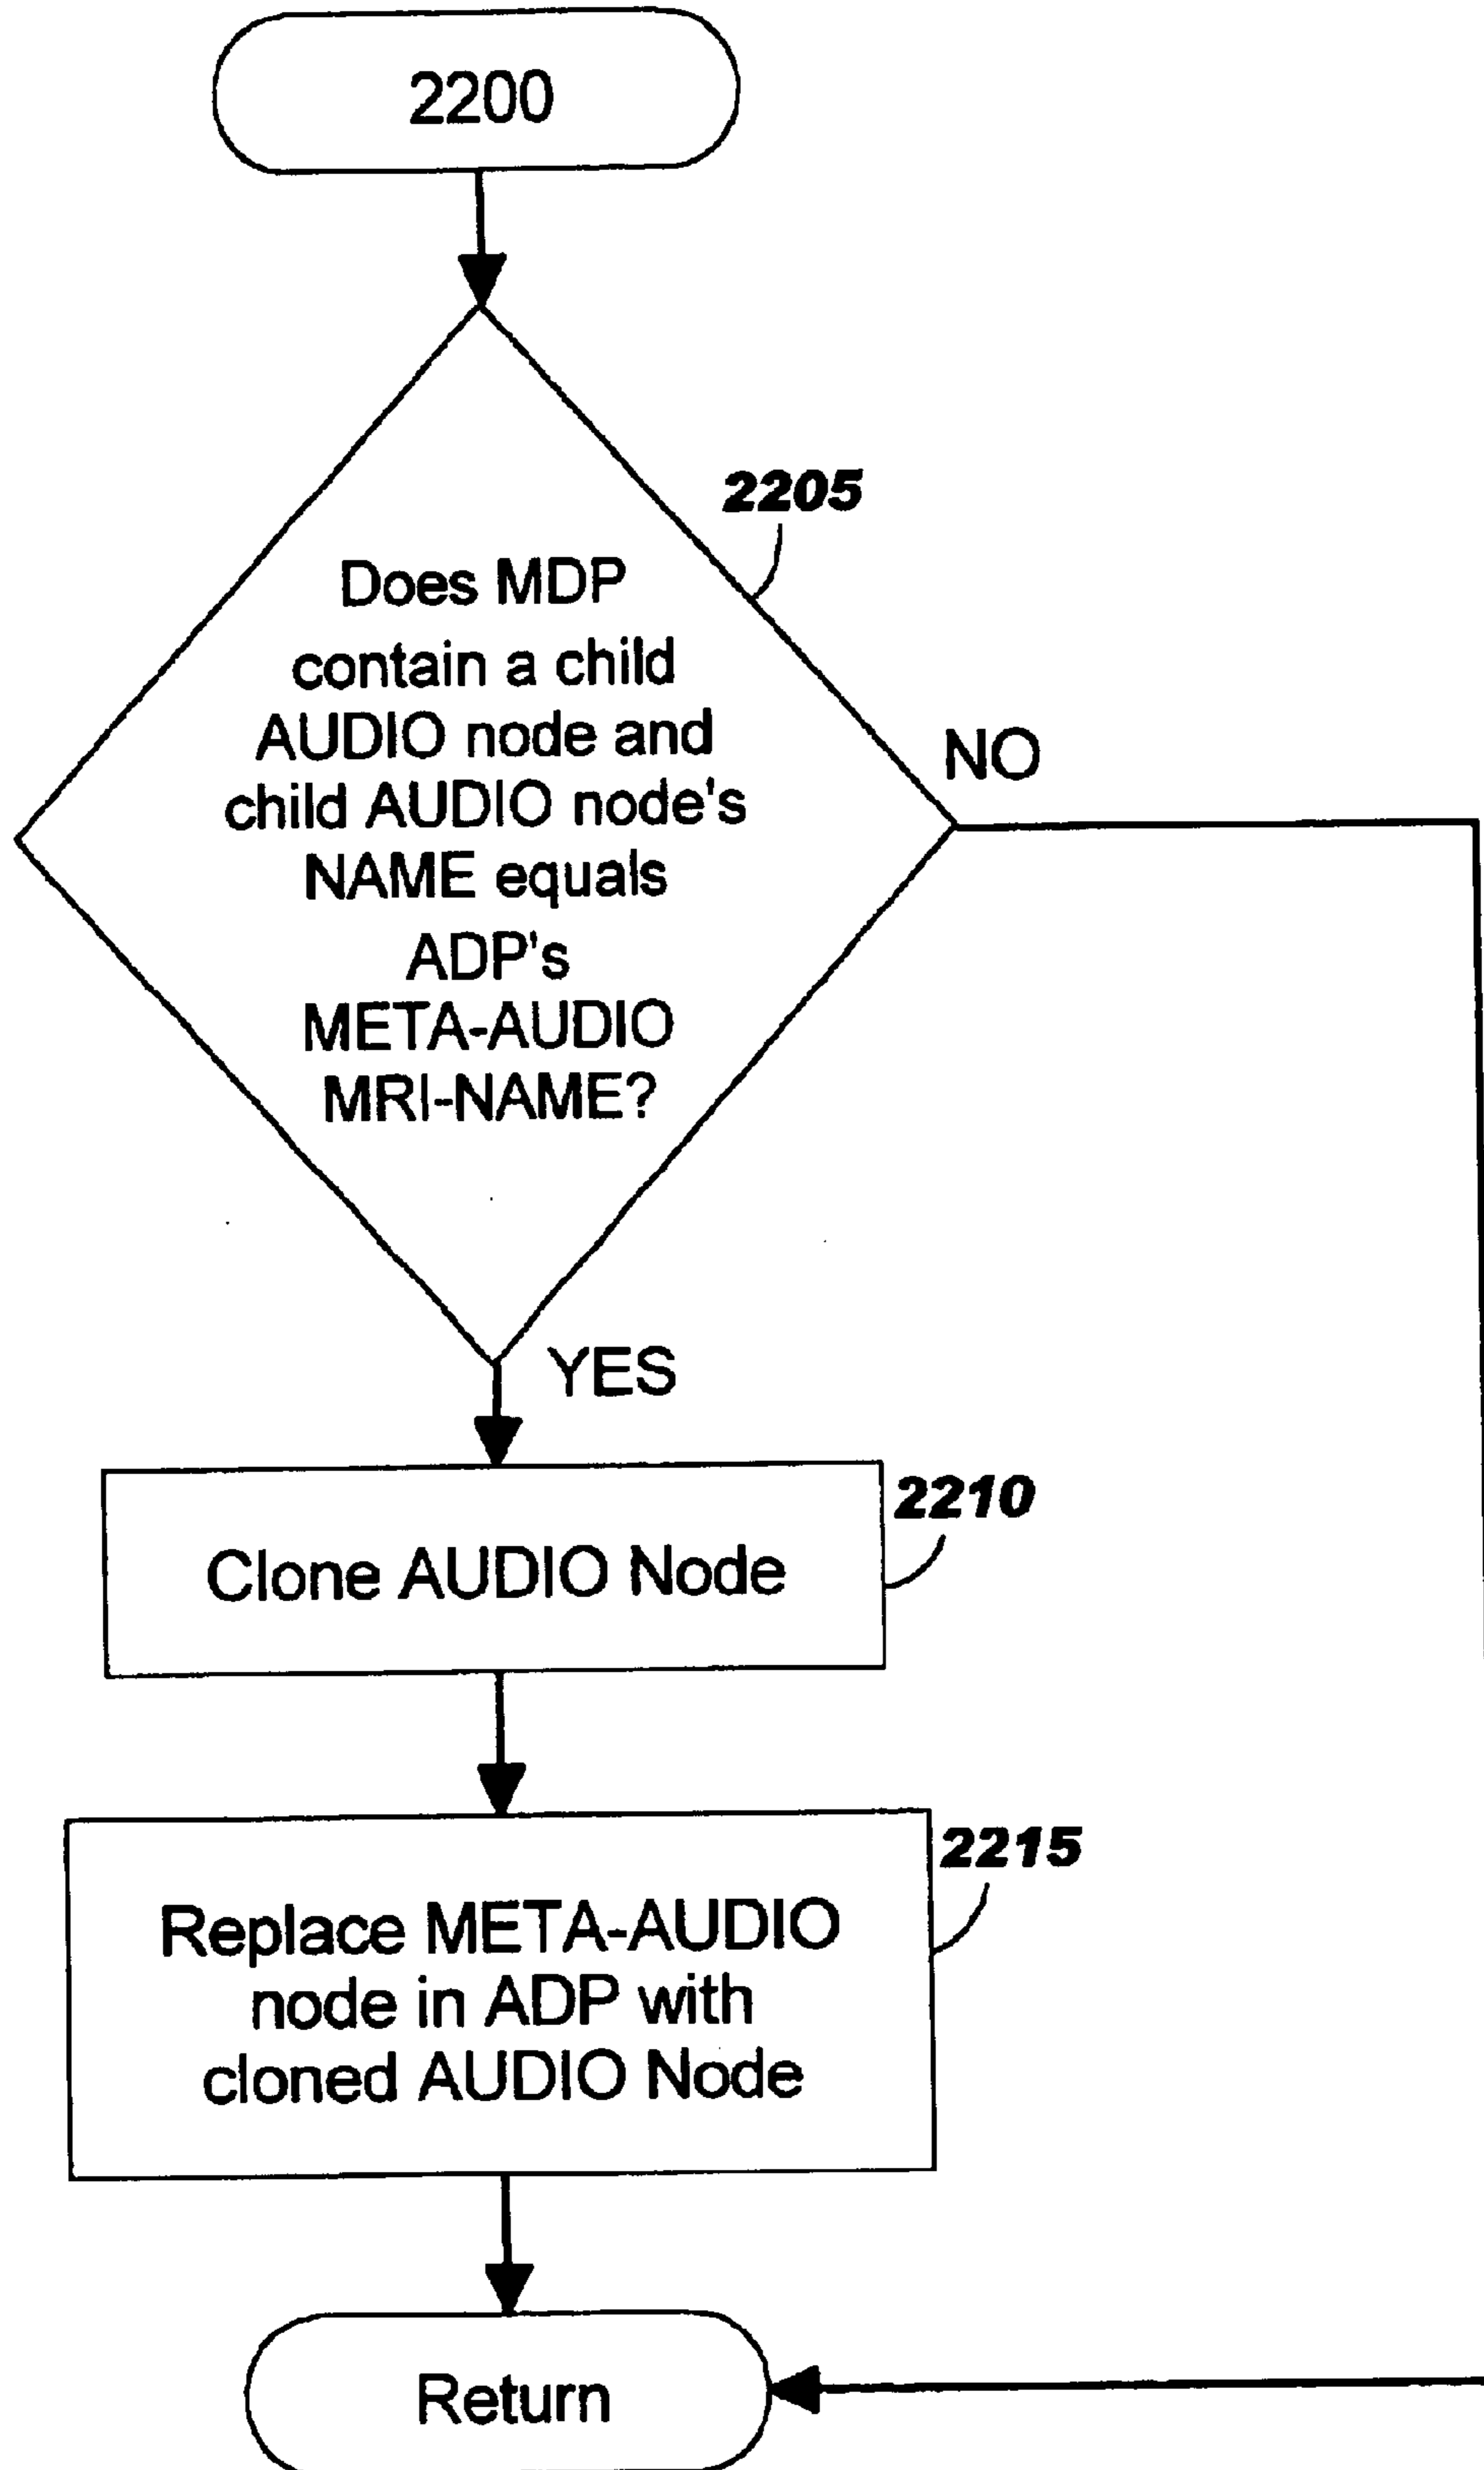 2200
2205
Does MDP
contain a child
AUDIO node and
child AUDIO node's
NAME equals
ADP's
META-AUDIO
MRI-NAME?
NO
YES
2210
Clone AUDIO Node
2215
Replace META-AUDIO
node in ADP with
cloned AUDIO Node
Return